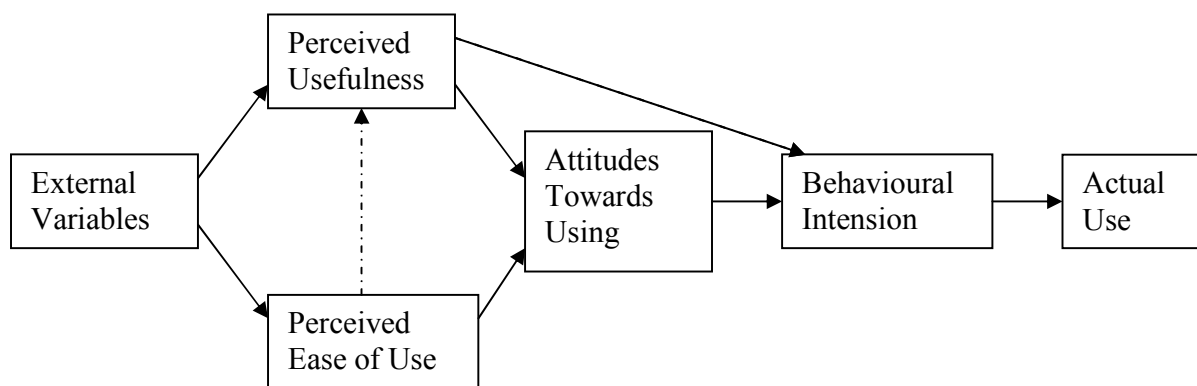 Perceived
Usefulness
External
Variables
Attitudes
Towards
Using
Behavioural
Intension
Actual
Use
Perceived
Ease of Use